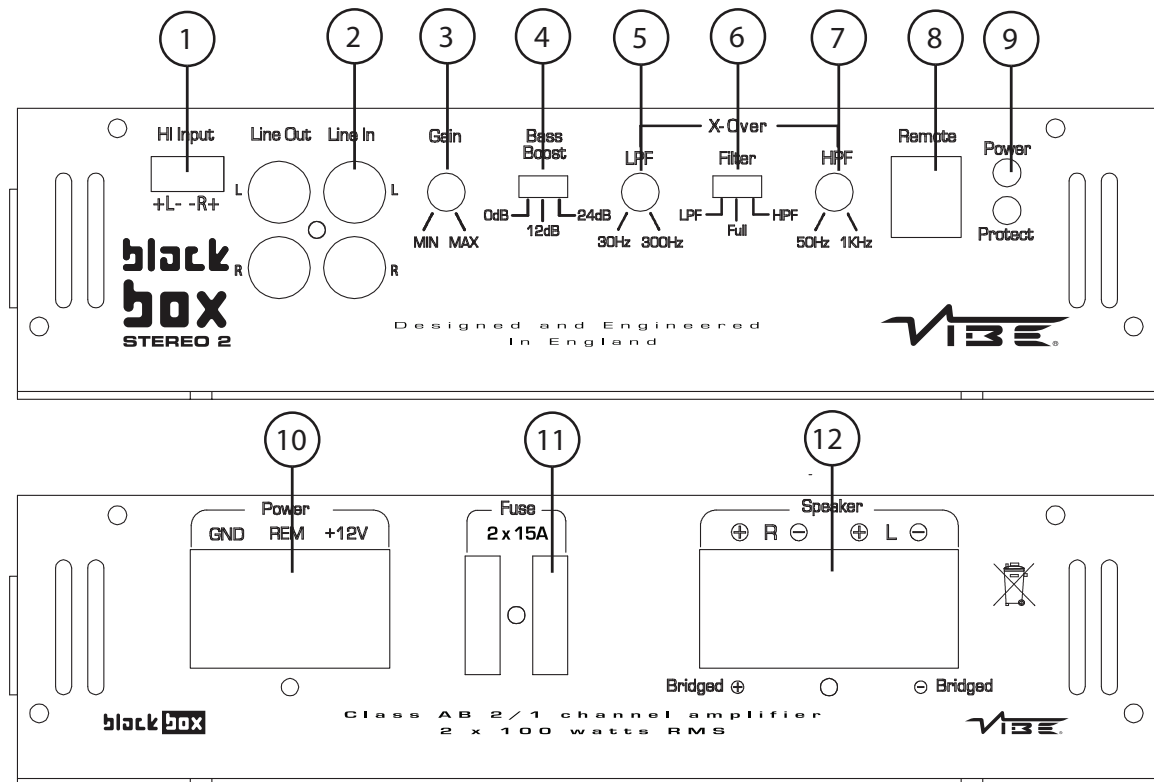 1 2 3 4 5 6 7 8 9
X-Over
HI Input Line Out Line In Gain Bass Boost LPF Filter HPF Remote Power
L L
+L- -R+
0dB 12dB 24dB
LPF Full HPF
MIN MAX
30Hz 300Hz
50Hz 1KHz
Protect
R R
black
box
STEREO 2
Designed and Engineered
In England
VIBE®
10 11 12
Power Fuse Speaker
GND REM +12V 2 x 15A ⊕ R ⊖ ⊕ L ⊖
Bridged ⊕ ⊖ Bridged
black box
Class AB 2/1 channel amplifier
2 x 100 watts RMS
VIBE®